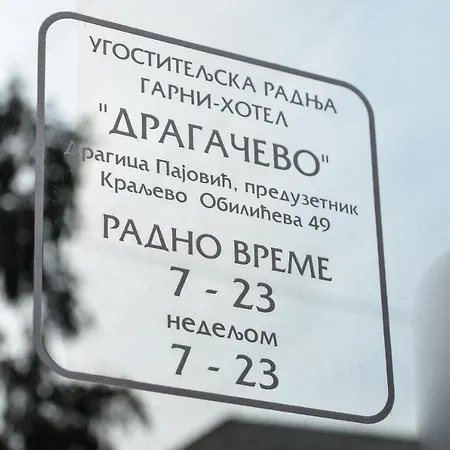 УГОСТИТЕЉСКА РАДЊА
ГАРНИ-ХОТЕЛ
"ДРАГАЧЕВО"
Драгица Пајовић, предузетник
Краљево Обилићева 49
РАДНО ВРЕМЕ
7 - 23
недељом
7 - 23